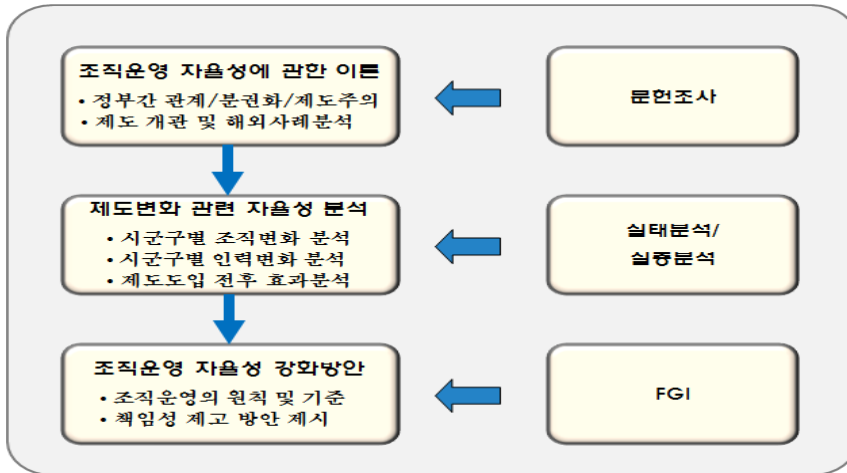 조직운영 자율성에 관한 이론
• 정부간 관계/분권화/제도주의
• 제도 개관 및 해외사례분석
문헌조사
제도변화 관련 자율성 분석
• 시군구별 조직변화 분석
• 시군구별 인력변화 분석
• 제도도입 전후 효과분석
실태분석/
실증분석
조직운영 자율성 강화방안
• 조직운영의 원칙 및 기준
• 책임성 제고 방안 제시
FGI